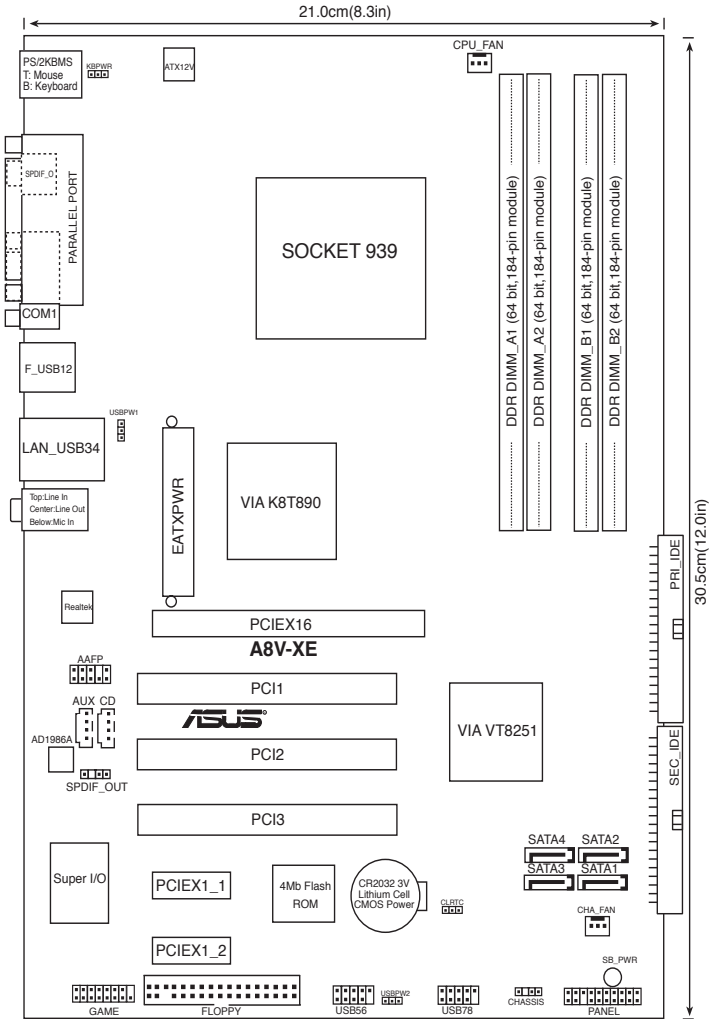 21.0cm(8.3in)
CPU_FAN
PS/2KBMS
T: Mouse
B: Keyboard
KBPWR
ATX12V
SPDIF_O
PARALLEL PORT
SOCKET 939
DDR DIMM_A1 (64 bit,184-pin module)
DDR DIMM_A2 (64 bit,184-pin module)
DDR DIMM_B1 (64 bit,184-pin module)
DDR DIMM_B2 (64 bit,184-pin module)
COM1
F_USB12
USBPW1
LAN_USB34
Top:Line In
Center:Line Out
Below:Mic In
EATXPWR
VIA K8T890
PRI_IDE
30.5cm(12.0in)
Realtek
PCIEX16
A8V-XE
AAFP
PCI1
AUX CD
ASUS
AD1986A
PCI2
VIA VT8251
SEC_IDE
SPDIF_OUT
PCI3
SATA4 SATA2
SATA3 SATA1
Super I/O
PCIEX1_1
4Mb Flash
ROM
CR2032 3V
Lithium Cell
CMOS Power
CLRTC
CHA_FAN
PCIEX1_2
SB_PWR
GAME
FLOPPY
USB56
USBPW2
USB78
CHASSIS
PANEL